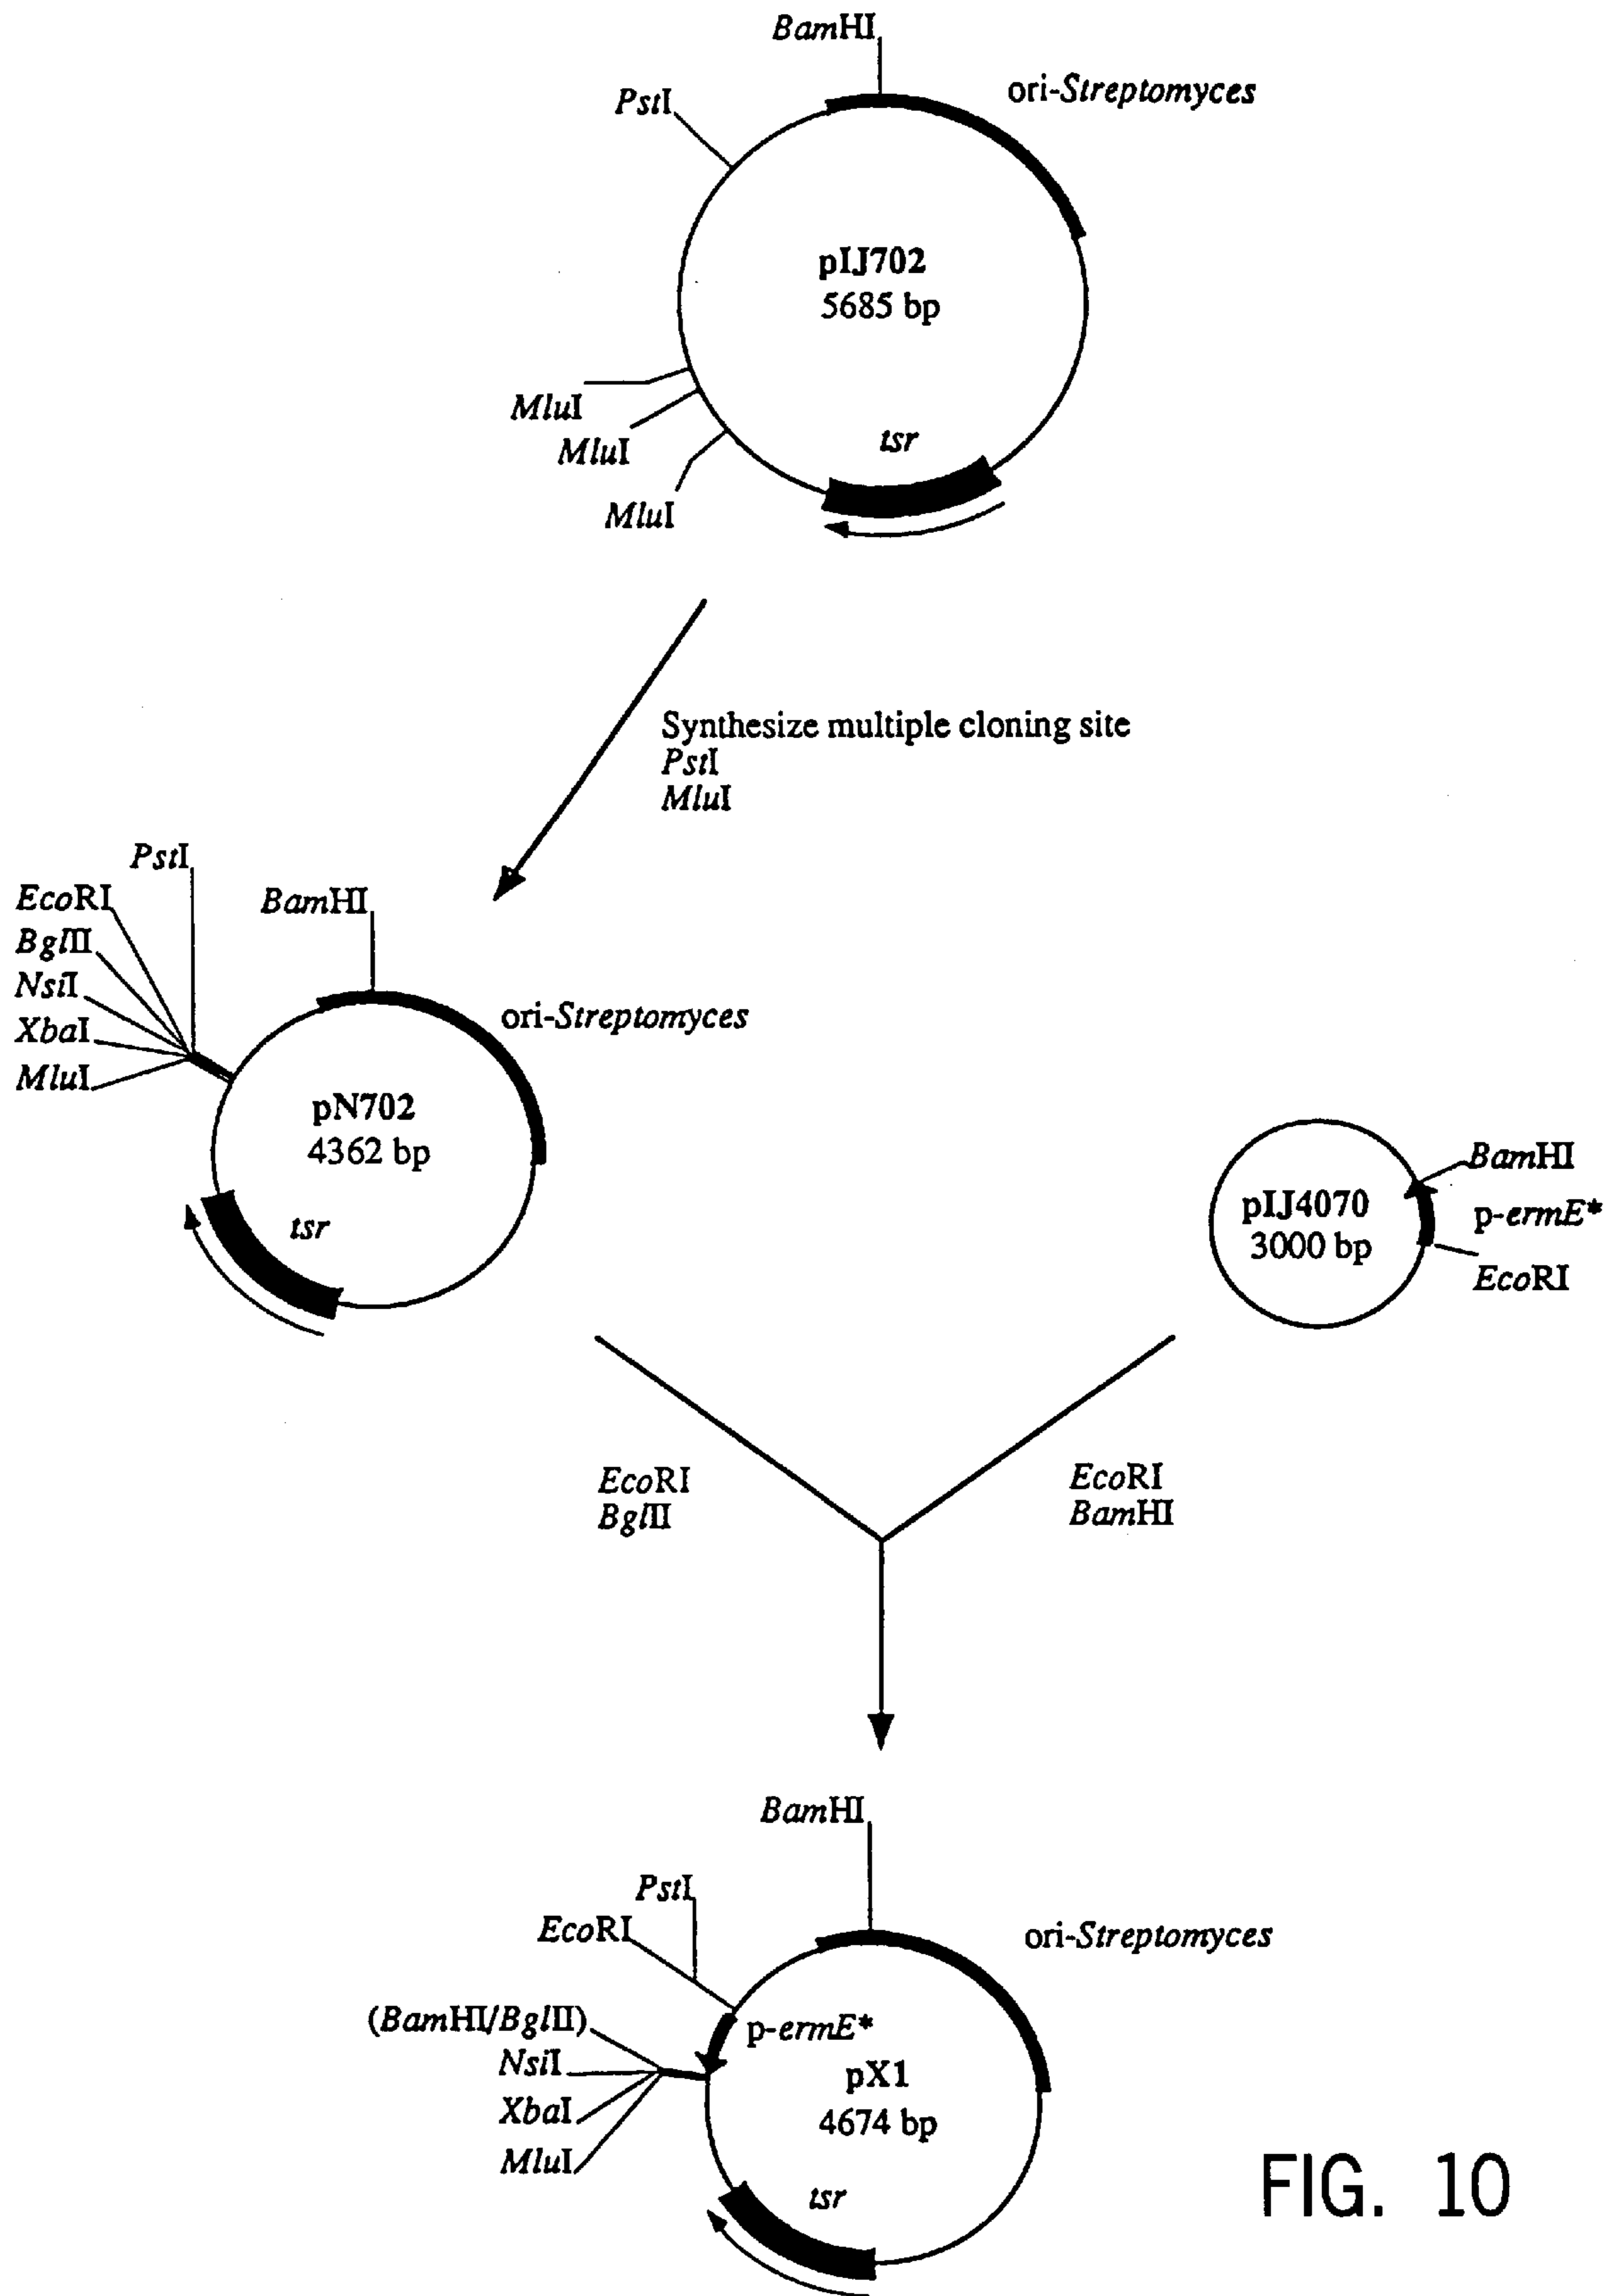 BamHI
ori-Streptomyces
PstI
pIJ702
5685 bp
MluI
MluI
MluI
tsr
Synthesize multiple cloning site
PstI
MluI
PstI
EcoRI
BglII
NsiI
XbaI
MluI
BamHI
ori-Streptomyces
pN702
4362 bp
tsr
pIJ4070
3000 bp
BamHI
p-ermE*
EcoRI
EcoRI
BglII
EcoRI
BamHI
BamHI
PstI
EcoRI
ori-Streptomyces
(BamHI/BglII)
NsiI
XbaI
MluI
p-ermE*
pX1
4674 bp
tsr
FIG. 10